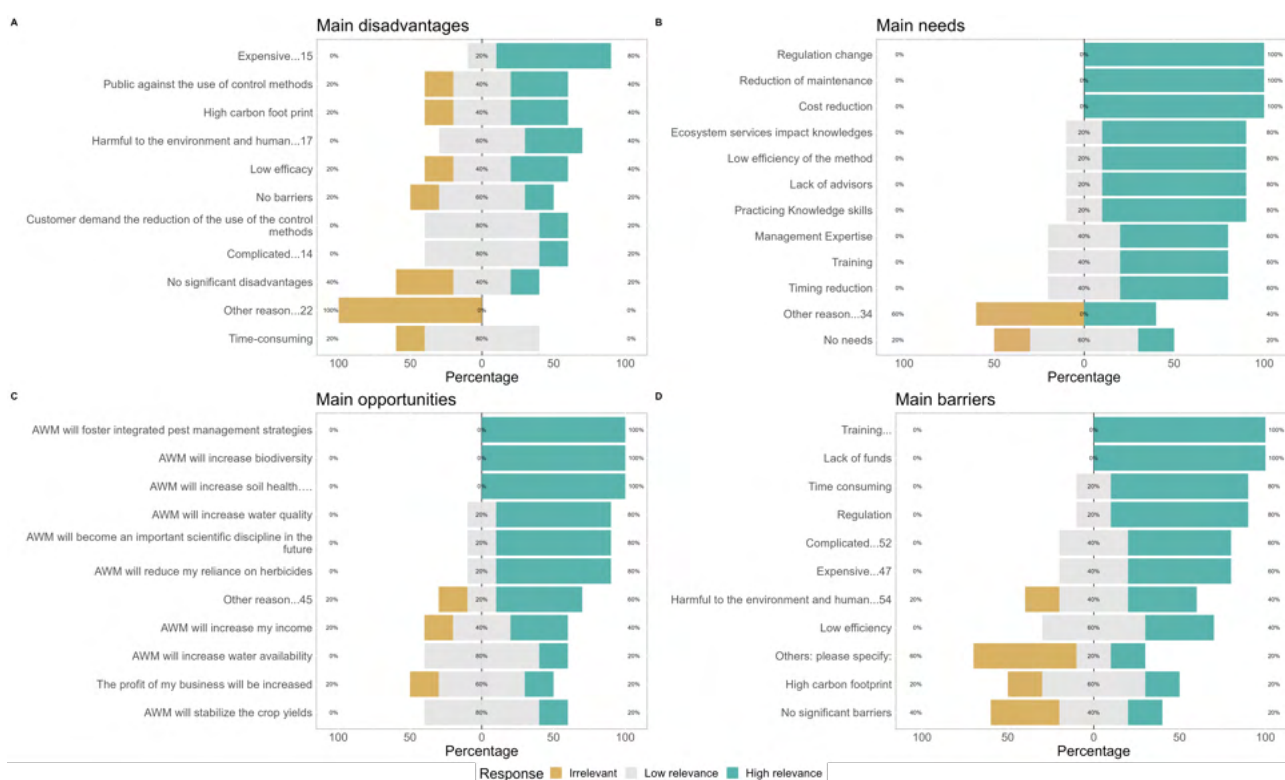 A Main disadvantages
Expensive...15 0% 20% 80%
Public against the use of control methods 20% 40% 40%
High carbon foot print 20% 40% 40%
Harmful to the environment and human...17 0% 60% 40%
Low efficacy 20% 40% 40%
No barriers 20% 60% 20%
Customer demand the reduction of the use of the control
methods 0% 80% 20%
Complicated...14 0% 80% 20%
No significant disadvantages 40% 40% 20%
Other reason...22 100% 0% 0%
Time-consuming 20% 80% 0%
100 50 0 50 100
Percentage
B Main needs
Regulation change 0% 0% 100%
Reduction of maintenance 0% 0% 100%
Cost reduction 0% 0% 100%
Ecosystem services impact knowledges 0% 20% 80%
Low efficiency of the method 0% 20% 80%
Lack of advisors 0% 20% 80%
Practicing Knowledge skills 0% 20% 80%
Management Expertise 0% 40% 60%
Training 0% 40% 60%
Timing reduction 0% 40% 60%
Other reason...34 60% 0% 40%
No needs 20% 60% 20%
100 50 0 50 100
Percentage
C Main opportunities
AWM will foster integrated pest management strategies 0% 0% 100%
AWM will increase biodiversity 0% 0% 100%
AWM will increase soil health.... 0% 0% 100%
AWM will increase water quality 0% 20% 80%
AWM will become an important scientific discipline in the
future 0% 20% 80%
AWM will reduce my reliance on herbicides 0% 20% 80%
Other reason...45 20% 20% 60%
AWM will increase my income 20% 40% 40%
AWM will increase water availability 0% 80% 20%
The profit of my business will be increased 20% 60% 20%
AWM will stabilize the crop yields 0% 80% 20%
100 50 0 50 100
Percentage
D Main barriers
Training... 0% 0% 100%
Lack of funds 0% 0% 100%
Time consuming 0% 20% 80%
Regulation 0% 20% 80%
Complicated...52 0% 40% 60%
Expensive...47 0% 40% 60%
Harmful to the environment and human...54 20% 40% 40%
Low efficiency 0% 60% 40%
Others: please specify: 60% 20% 20%
High carbon footprint 20% 60% 20%
No significant barriers 40% 40% 20%
100 50 0 50 100
Percentage
Response Irrelevant Low relevance High relevance